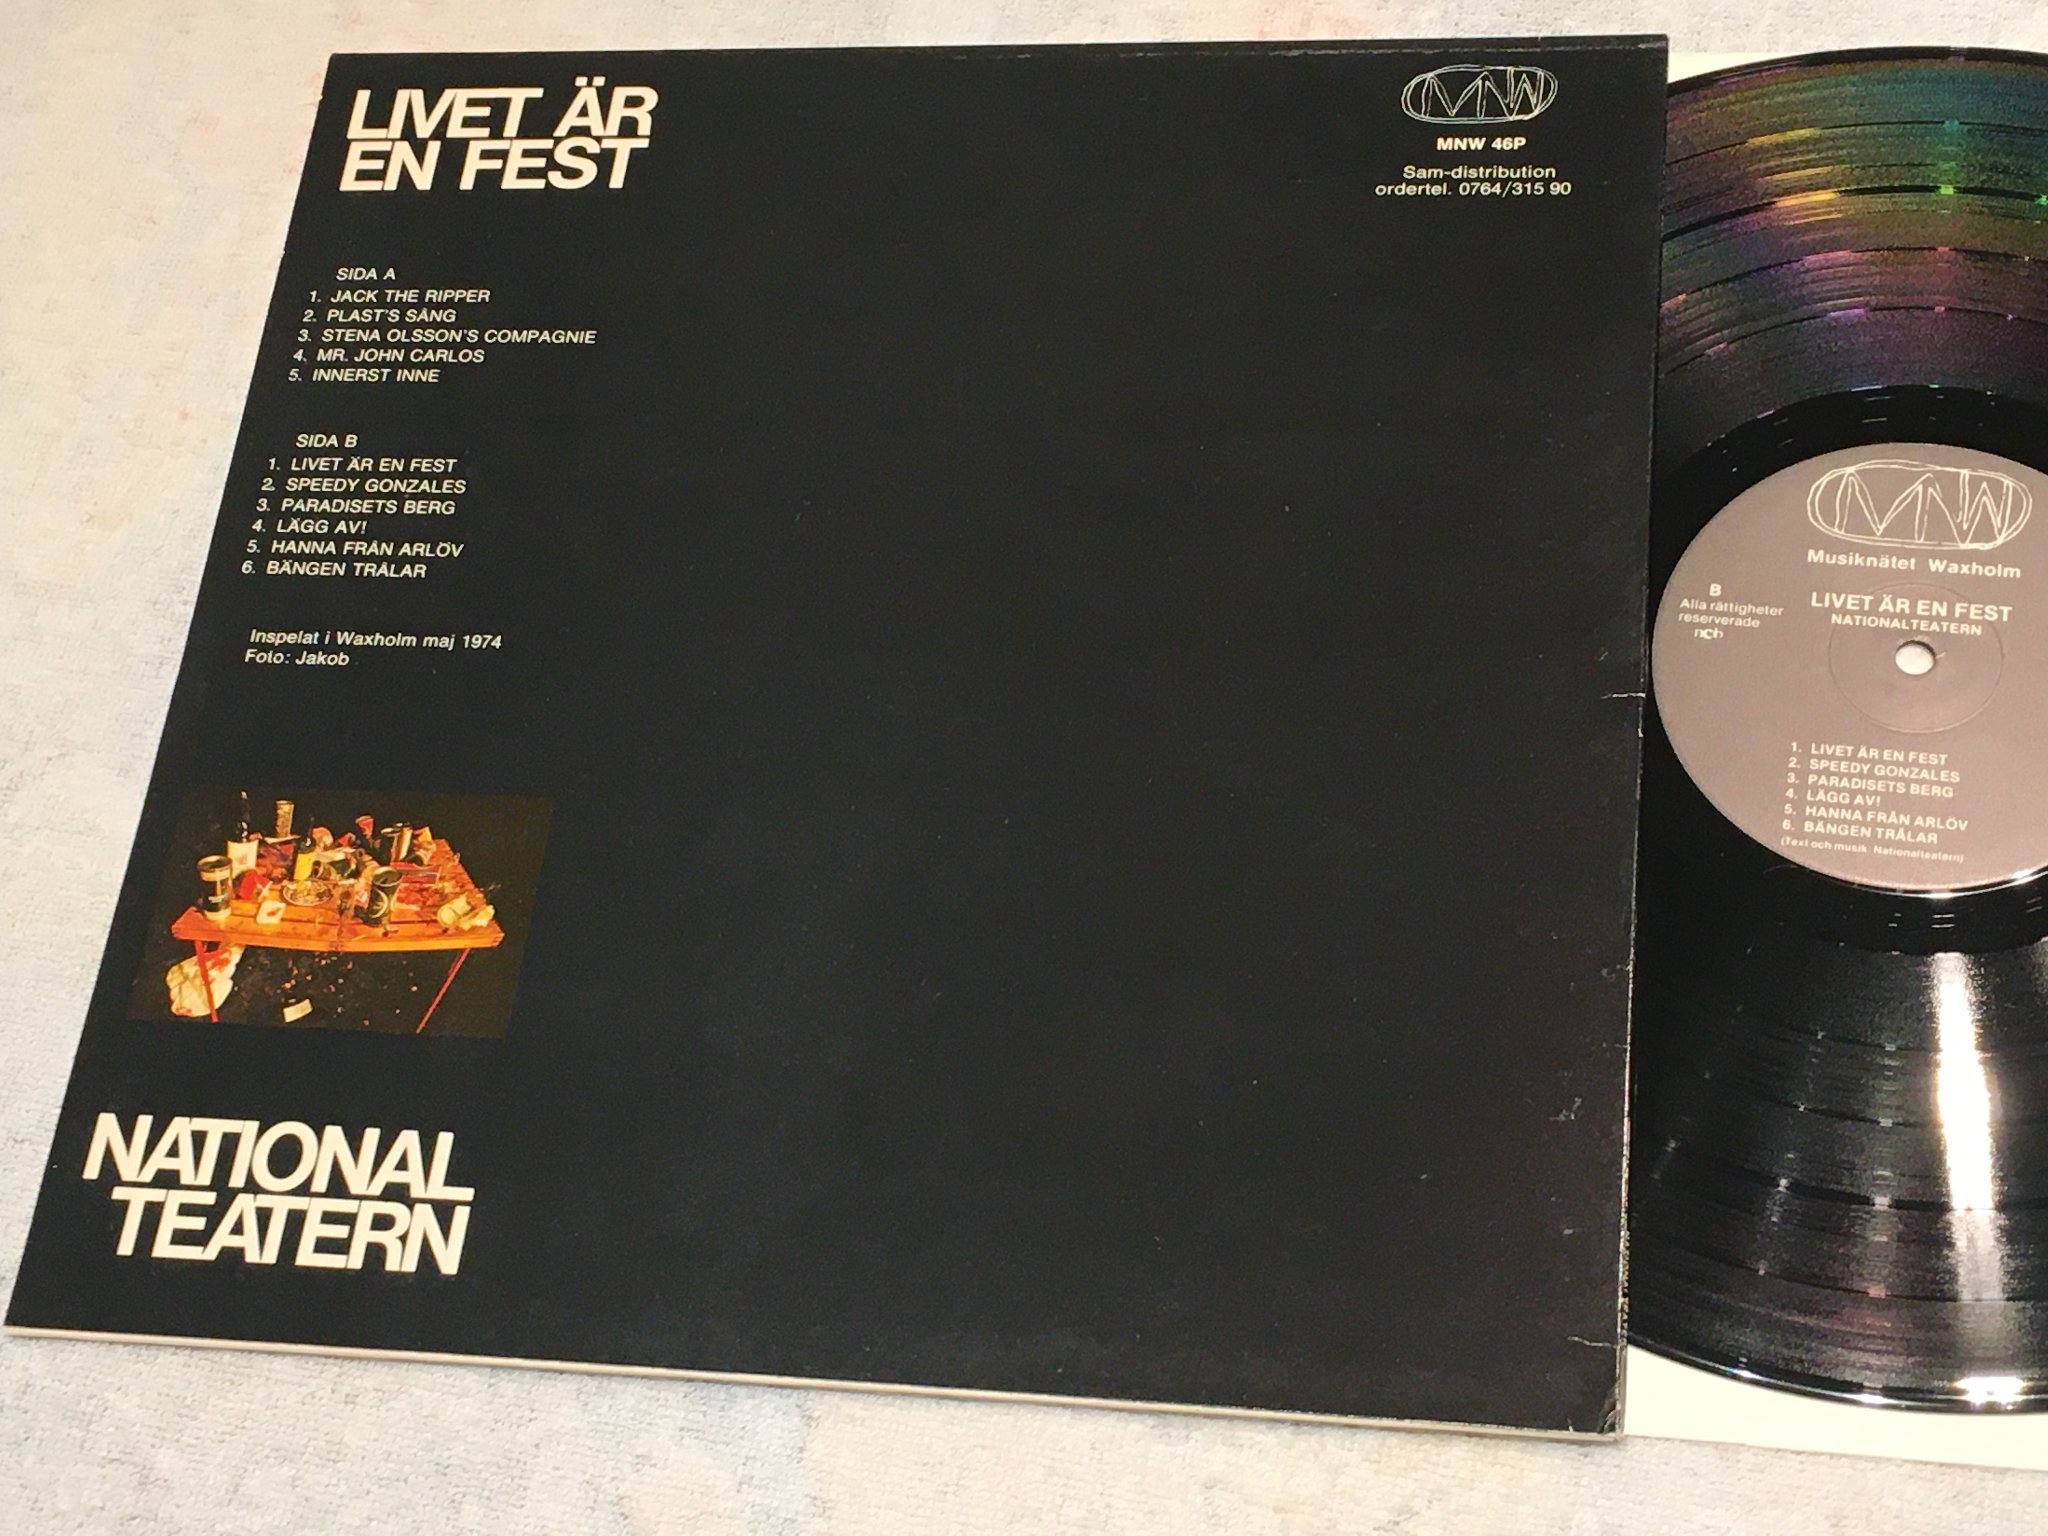 LIVET ÄR
EN FEST
MNW
MNW 46P
Sam-distribution
ordertel. 0764/315 90
SIDA A
1. JACK THE RIPPER
2. PLAST'S SÅNG
3. STENA OLSSON'S COMPAGNIE
4. MR. JOHN CARLOS
5. INNERST INNE
SIDA B
1. LIVET ÄR EN FEST
2. SPEEDY GONZALES
3. PARADISETS BERG
4. LÄGG AV!
5. HANNA FRÅN ARLÖV
6. BÄNGEN TRÅLAR
Inspelat i Waxholm maj 1974
Foto: Jakob
NATIONAL
TEATERN
MNW
Musiknätet Waxholm
B
Alla rättigheter
reserverade
ncb
LIVET ÄR EN FEST
NATIONALTEATERN
1. LIVET ÄR EN FEST
2. SPEEDY GONZALES
3. PARADISETS BERG
4. LÄGG AV!
5. HANNA FRÅN ARLÖV
6. BÄNGEN TRÅLAR
(Text och musik Nationalteatern)